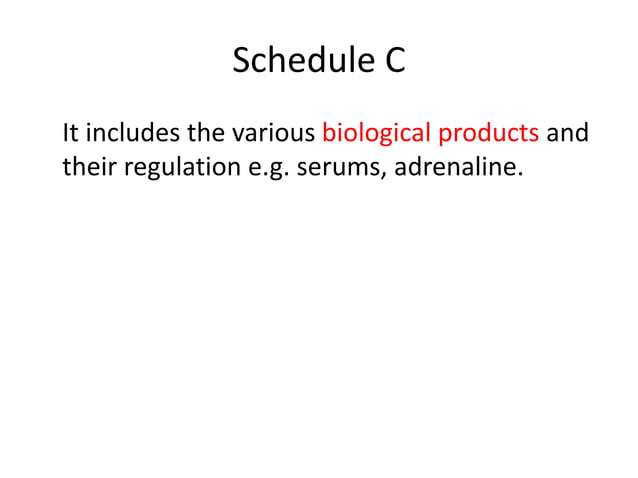 Schedule C
It includes the various biological products and
their regulation e.g. serums, adrenaline.